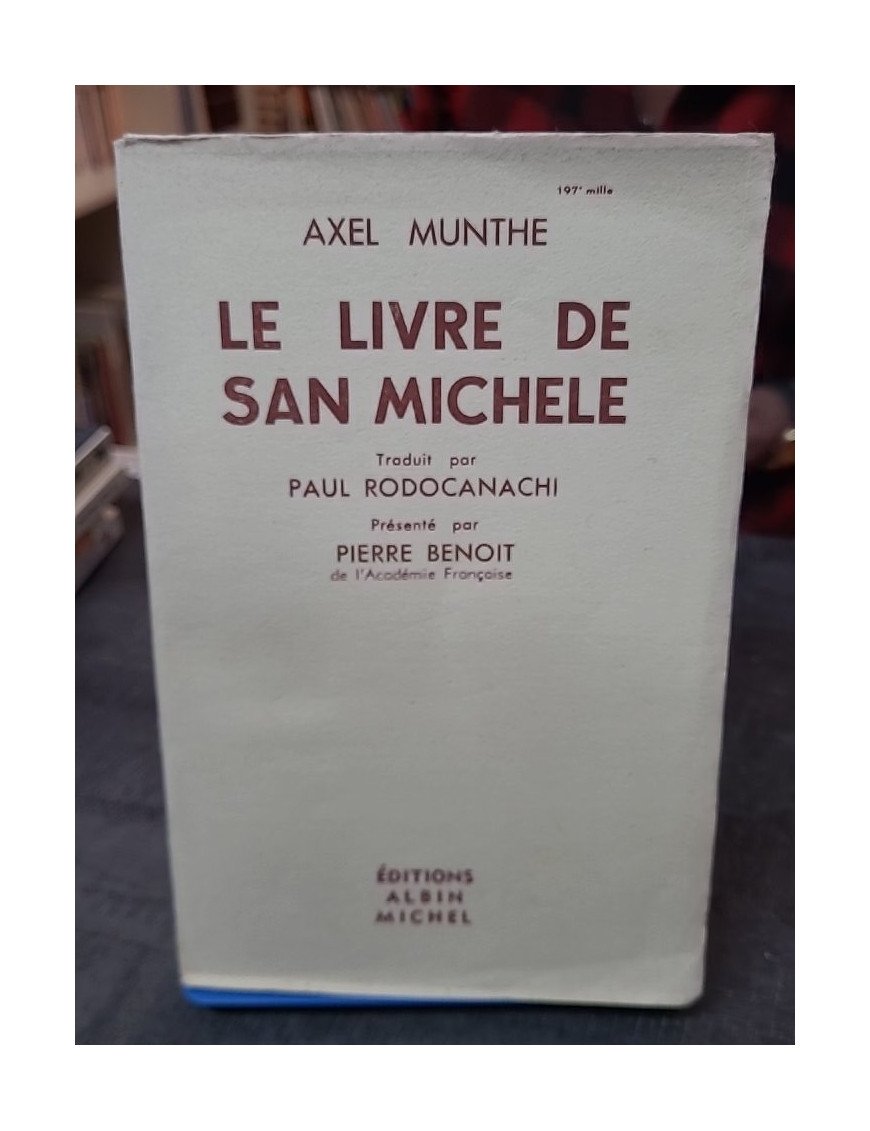 197e mille
AXEL MUNTHE
LE LIVRE DE
SAN MICHELE
Traduit par
PAUL RODOCANACHI
Présenté par
PIERRE BENOIT
de l'Académie Française
ÉDITIONS
ALBIN
MICHEL